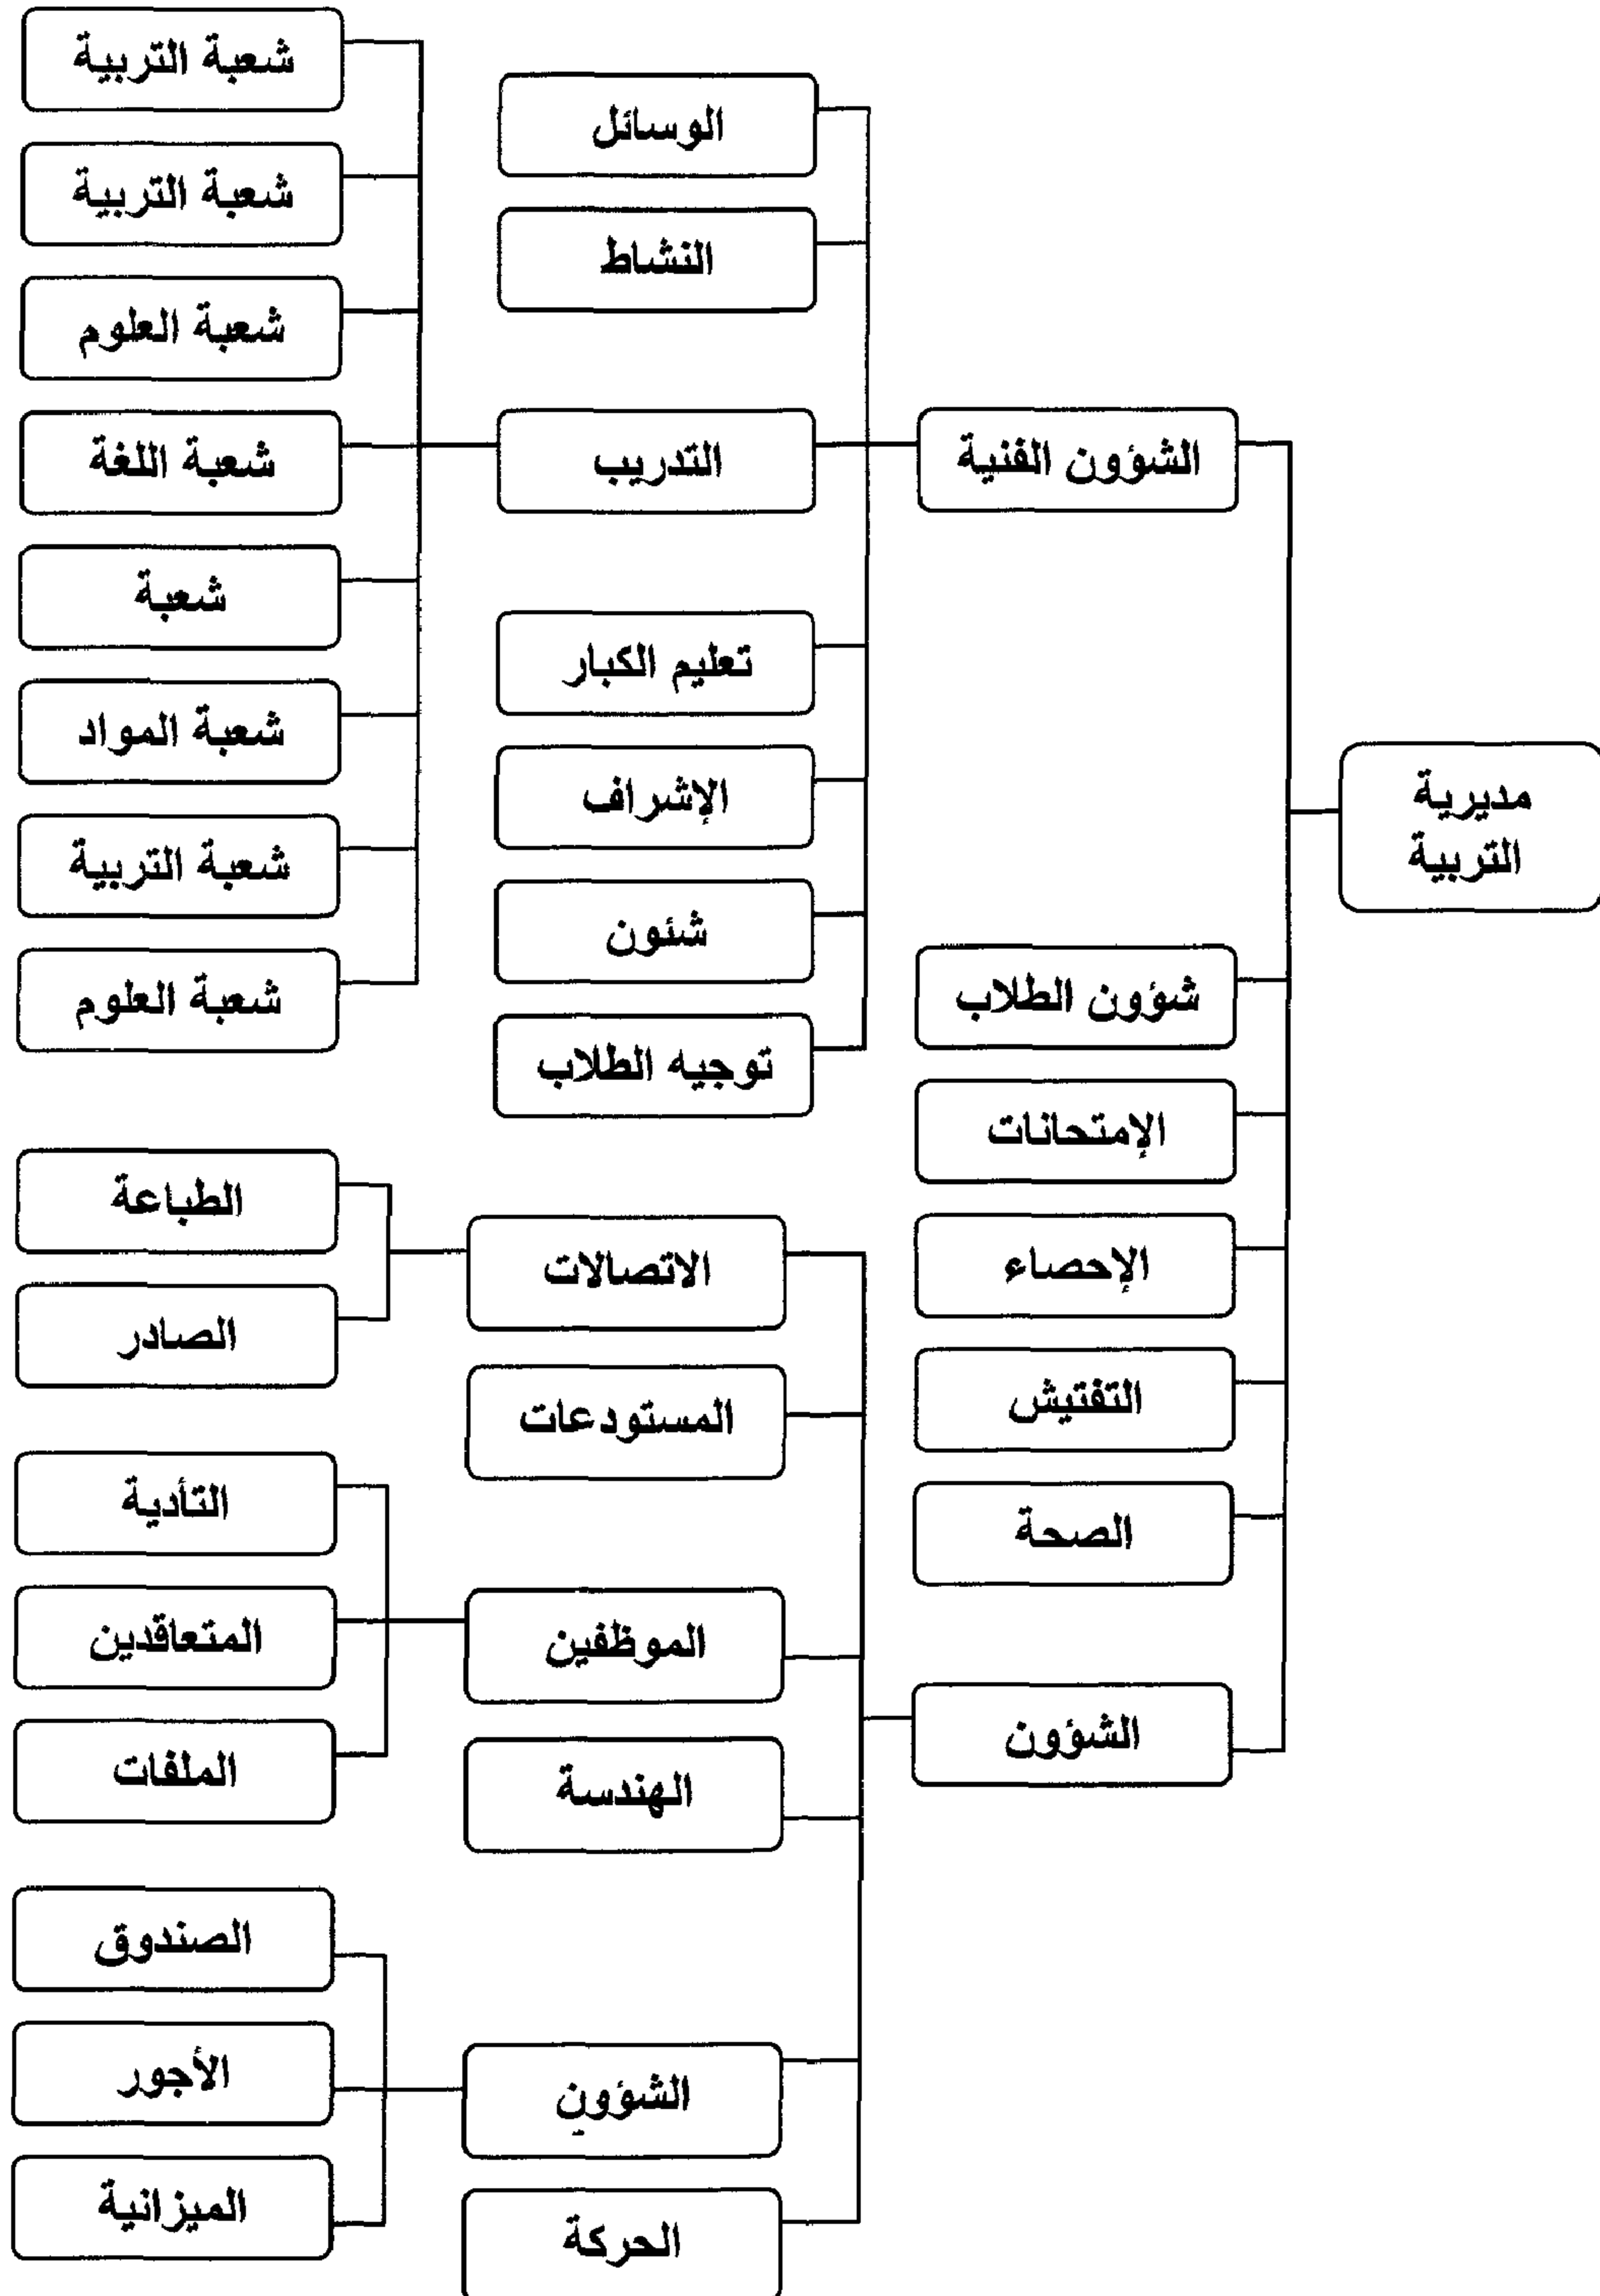 مديرية
التربية
الشؤون الفنية
شؤون الطلاب
الإمتحانات
الإحصاء
التفتيش
الصحة
الشؤون
الوسائل
النشاط
التدريب
تعليم الكبار
الإشراف
شئون
توجيه الطلاب
الاتصالات
المستودعات
الموظفين
الهندسة
الشؤون
الحركة
شعبة التربية
شعبة التربية
شعبة العلوم
شعبة اللغة
شعبة
شعبة المواد
شعبة التربية
شعبة العلوم
الطباعة
الصادر
التأدية
المتعاقدين
الملفات
الصندوق
الأجور
الميزانية